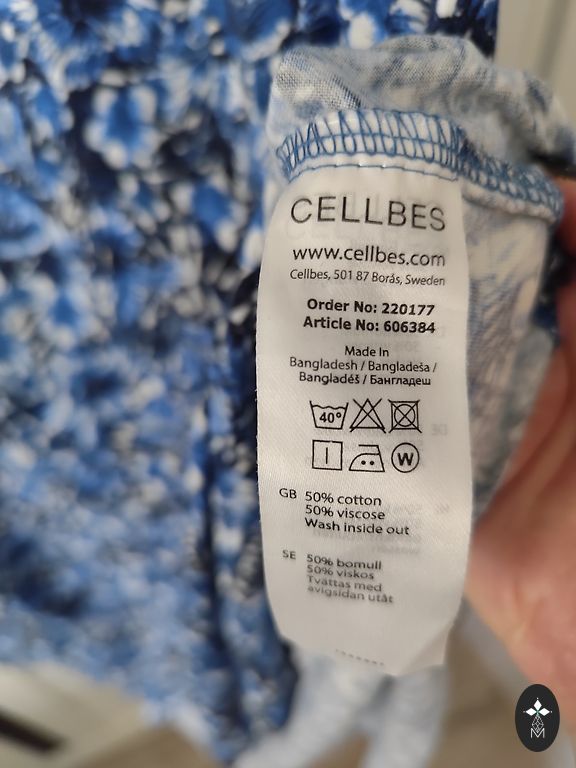 CELLBES
www.cellbes.com
Cellbes, 501 87 Borås, Sweden
Order No: 220177
Article No: 606384
Made In
Bangladesh / Bangladeša /
Bangladéš / Бангладеш
40°
W
GB 50% cotton
50% viscose
Wash inside out
SE 50% bomull
50% viskos
Tvättas med
avigsidan utåt
M